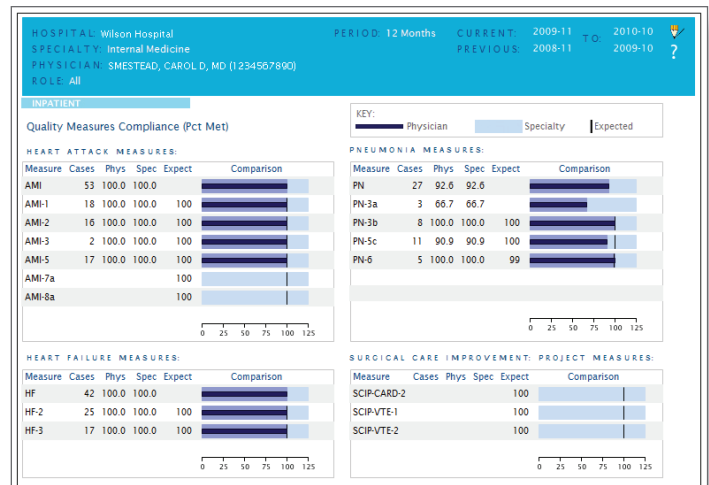 HOSPITAL: Wilson Hospital PERIOD: 12 Months CURRENT: 2009-11 TO: 2010-10
SPECIALTY: Internal Medicine PREVIOUS: 2008-11 2009-10 ?
PHYSICIAN: SMESTEAD, CAROL D, MD (1234567890)
ROLE: All
INPATIENT
Quality Measures Compliance (Pct Met)
KEY:
Physician Specialty Expected
HEART ATTACK MEASURES:
Measure Cases Phys Spec Expect Comparison
AMI 53 100.0 100.0
AMI-1 18 100.0 100.0 100
AMI-2 16 100.0 100.0 100
AMI-3 2 100.0 100.0 100
AMI-5 17 100.0 100.0 100
AMI-7a 100
AMI-8a 100
0 25 50 75 100 125
PNEUMONIA MEASURES:
Measure Cases Phys Spec Expect Comparison
PN 27 92.6 92.6
PN-3a 3 66.7 66.7
PN-3b 8 100.0 100.0 100
PN-5c 11 90.9 90.9 100
PN-6 5 100.0 100.0 99
0 25 50 75 100 125
HEART FAILURE MEASURES:
Measure Cases Phys Spec Expect Comparison
HF 42 100.0 100.0
HF-2 25 100.0 100.0 100
HF-3 17 100.0 100.0 100
0 25 50 75 100 125
SURGICAL CARE IMPROVEMENT: PROJECT MEASURES:
Measure Cases Phys Spec Expect Comparison
SCIP-CARD-2 100
SCIP-VTE-1 100
SCIP-VTE-2 100
0 25 50 75 100 125